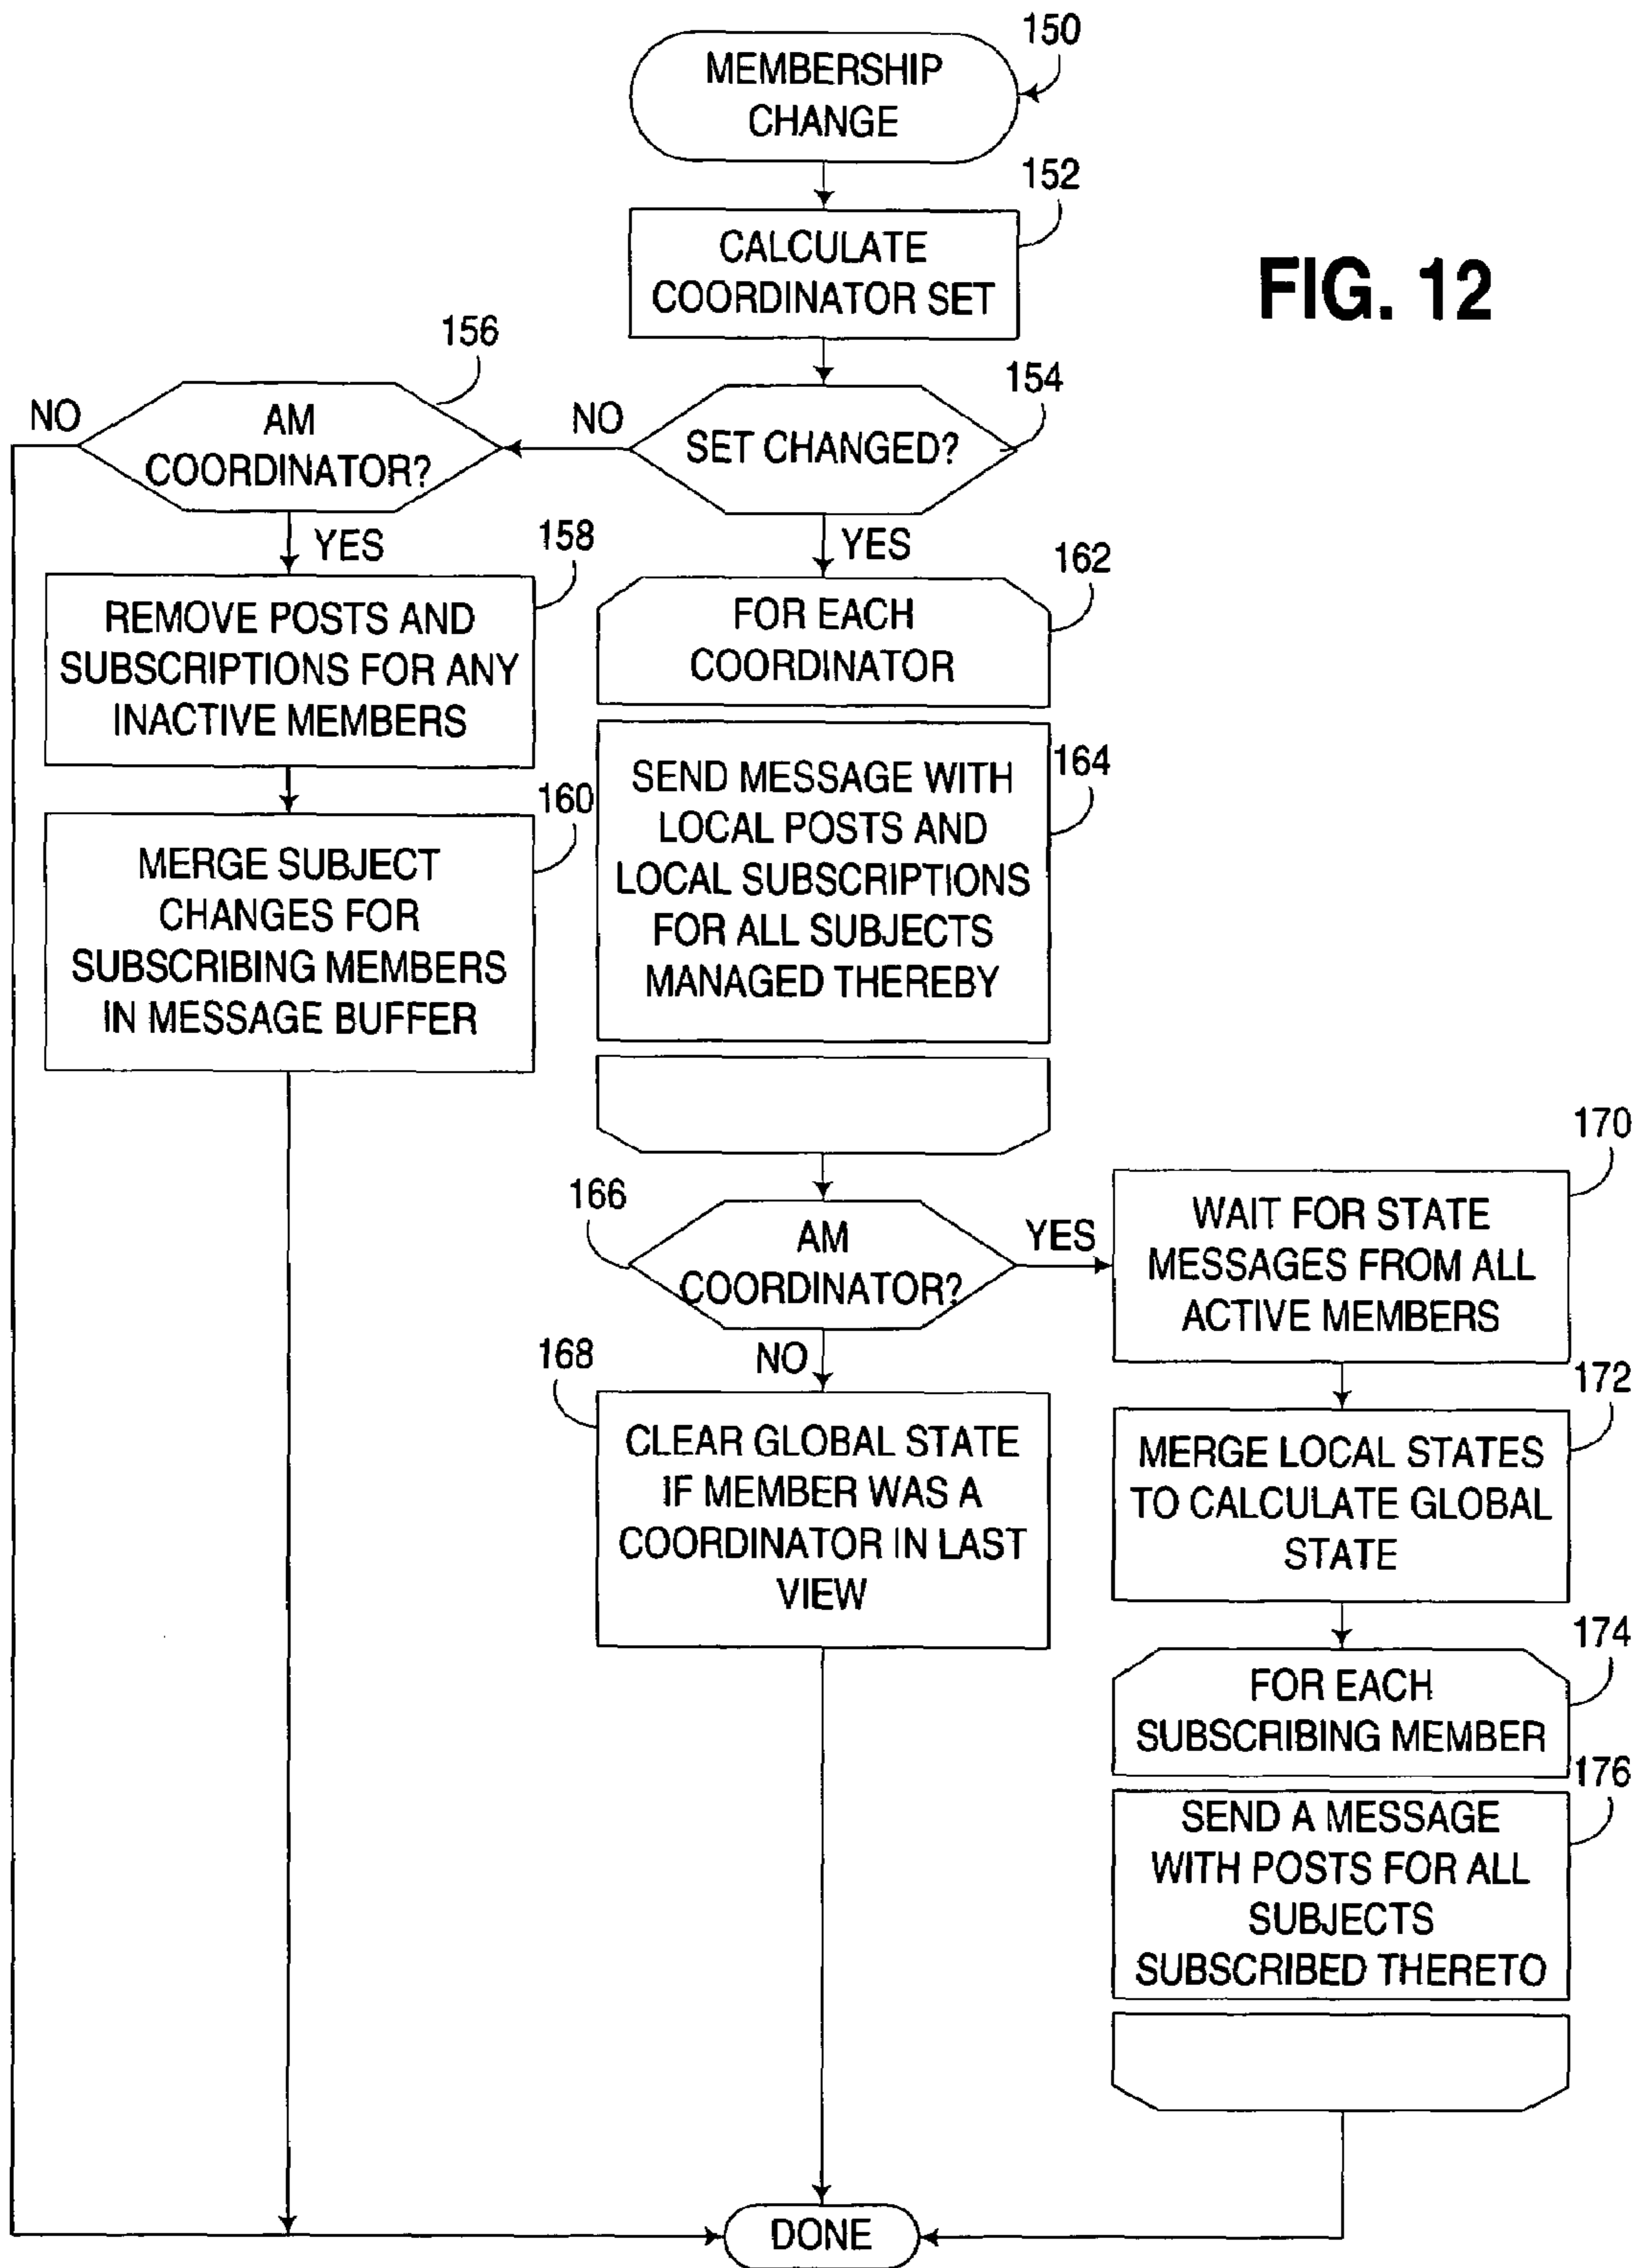 150
MEMBERSHIP
CHANGE
152
CALCULATE
COORDINATOR SET
FIG. 12
156
154
NO
AM
COORDINATOR?
NO
SET CHANGED?
YES
158
YES
162
REMOVE POSTS AND
SUBSCRIPTIONS FOR ANY
INACTIVE MEMBERS
FOR EACH
COORDINATOR
160
164
MERGE SUBJECT
CHANGES FOR
SUBSCRIBING MEMBERS
IN MESSAGE BUFFER
SEND MESSAGE WITH
LOCAL POSTS AND
LOCAL SUBSCRIPTIONS
FOR ALL SUBJECTS
MANAGED THEREBY
166
AM
COORDINATOR?
YES
170
WAIT FOR STATE
MESSAGES FROM ALL
ACTIVE MEMBERS
168
NO
CLEAR GLOBAL STATE
IF MEMBER WAS A
COORDINATOR IN LAST
VIEW
172
MERGE LOCAL STATES
TO CALCULATE GLOBAL
STATE
174
FOR EACH
SUBSCRIBING MEMBER
176
SEND A MESSAGE
WITH POSTS FOR ALL
SUBJECTS
SUBSCRIBED THERETO
DONE